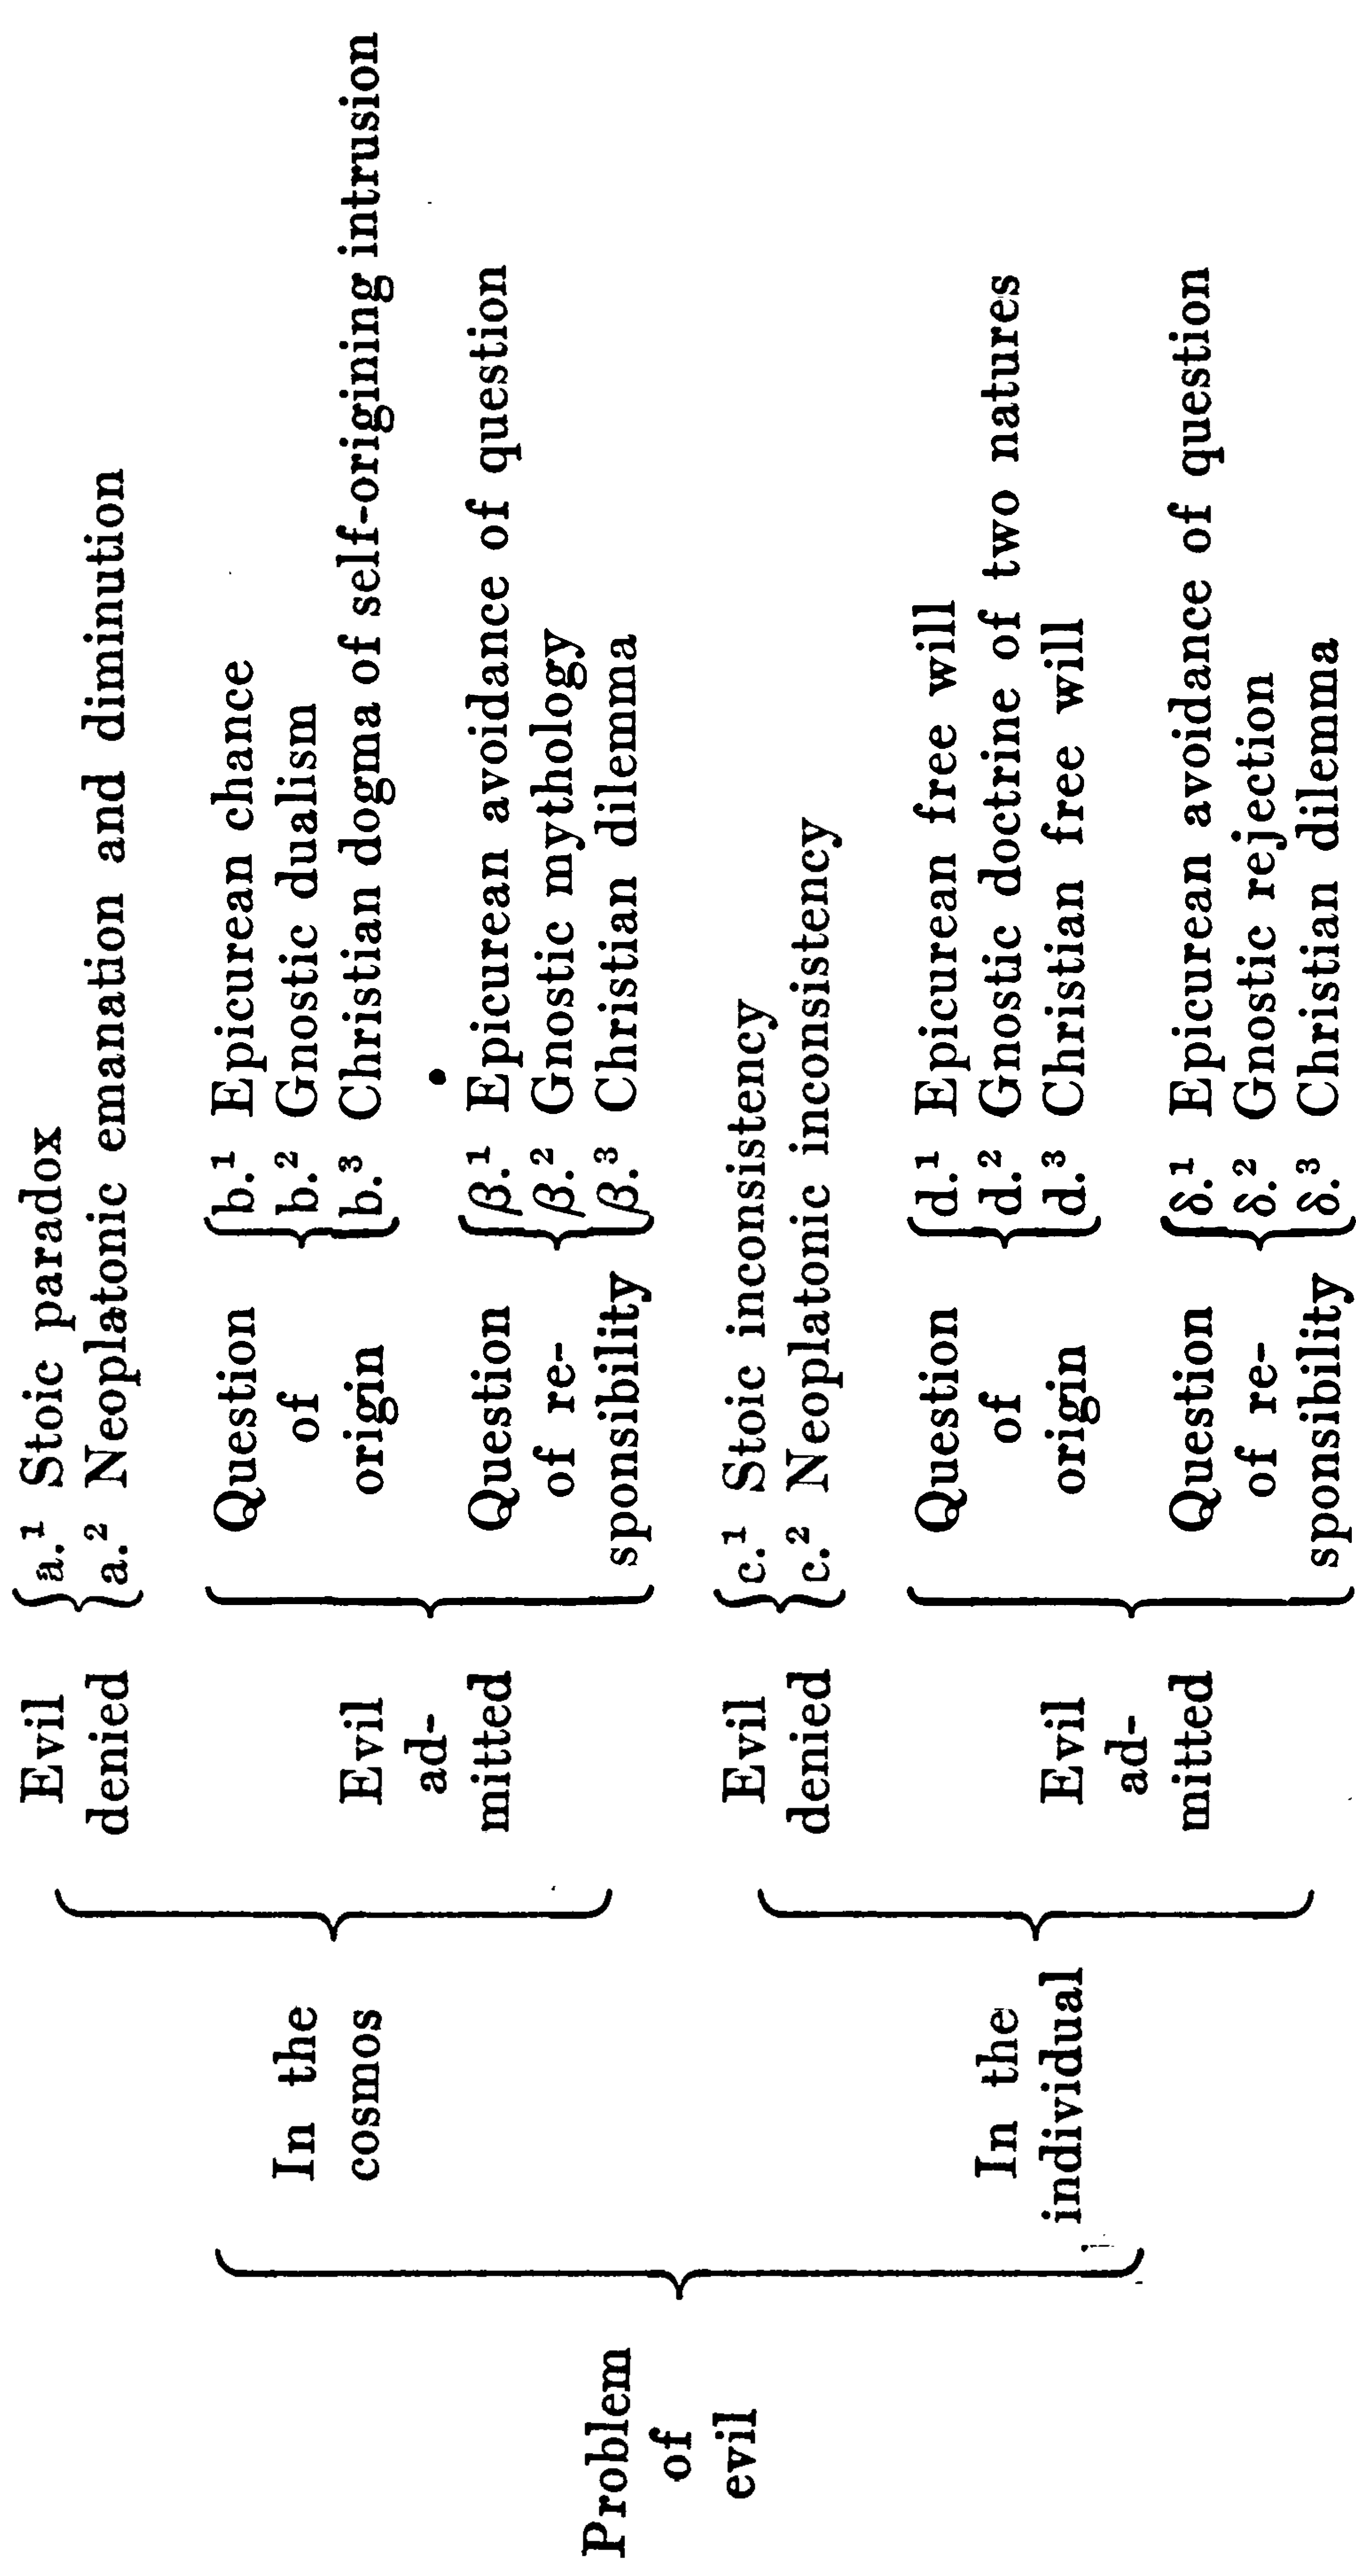 Problem
of
evil
In the
cosmos
Evil
denied
a.¹ Stoic paradox
a.² Neoplatonic emanation and diminution
Evil
ad-
mitted
Question
of
origin
b.¹ Epicurean chance
b.² Gnostic dualism
b.³ Christian dogma of self-origining intrusion
Question
of re-
sponsibility
β.¹ Epicurean avoidance of question
β.² Gnostic mythology
β.³ Christian dilemma
In the
individual
Evil
denied
c.¹ Stoic inconsistency
c.² Neoplatonic inconsistency
Evil
ad-
mitted
Question
of
origin
d.¹ Epicurean free will
d.² Gnostic doctrine of two natures
d.³ Christian free will
Question
of re-
sponsibility
δ.¹ Epicurean avoidance of question
δ.² Gnostic rejection
δ.³ Christian dilemma